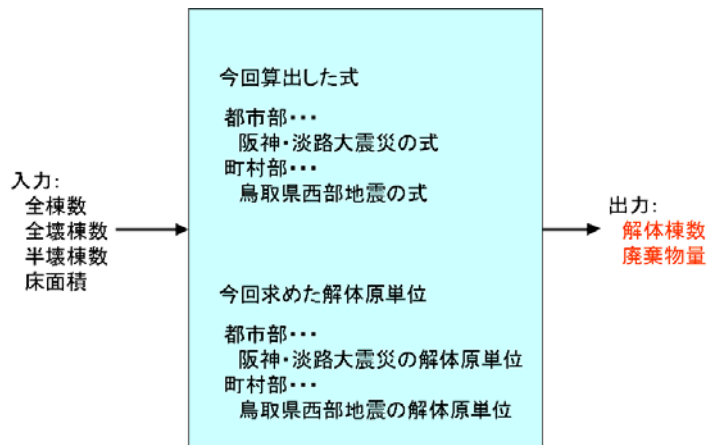 入力:
全棟数
全壊棟数
半壊棟数
床面積
今回算出した式
都市部･･･
阪神・淡路大震災の式
町村部･･･
鳥取県西部地震の式
今回求めた解体原単位
都市部･･･
阪神・淡路大震災の解体原単位
町村部･･･
鳥取県西部地震の解体原単位
出力:
解体棟数
廃棄物量